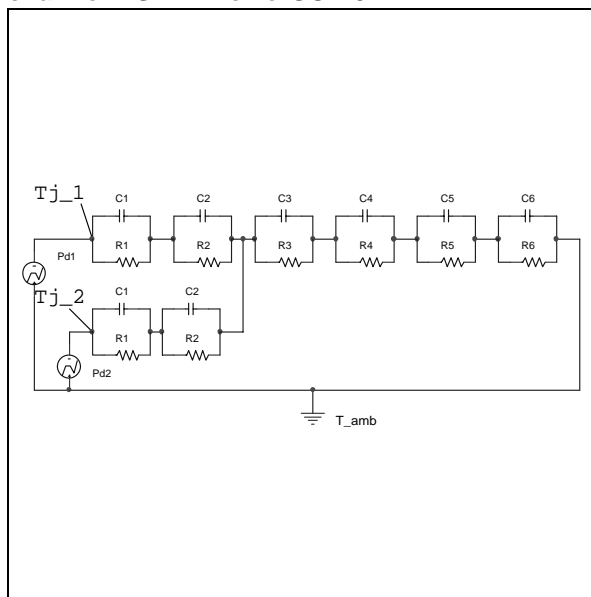 Tj_1
C1 C2 C3 C4 C5 C6
R1 R2 R3 R4 R5 R6
Pd1
Tj_2
C1 C2
R1 R2
Pd2
T_amb